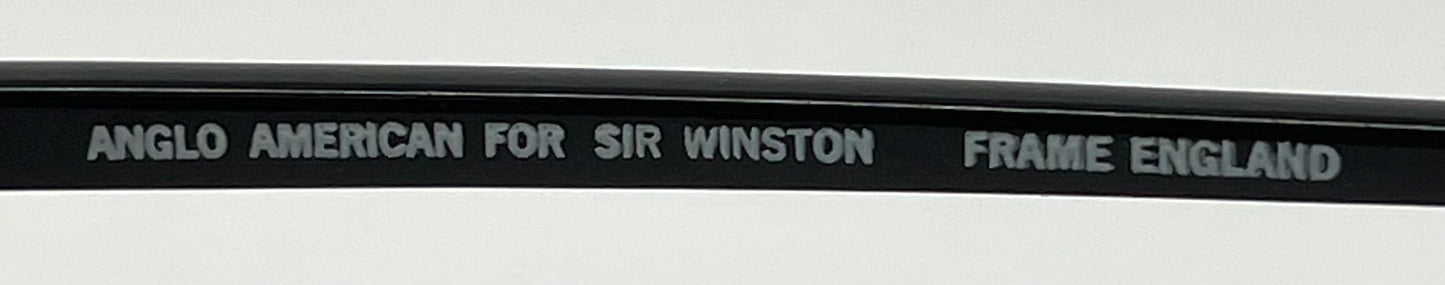 ANGLO AMERICAN FOR SIR WINSTON FRAME ENGLAND